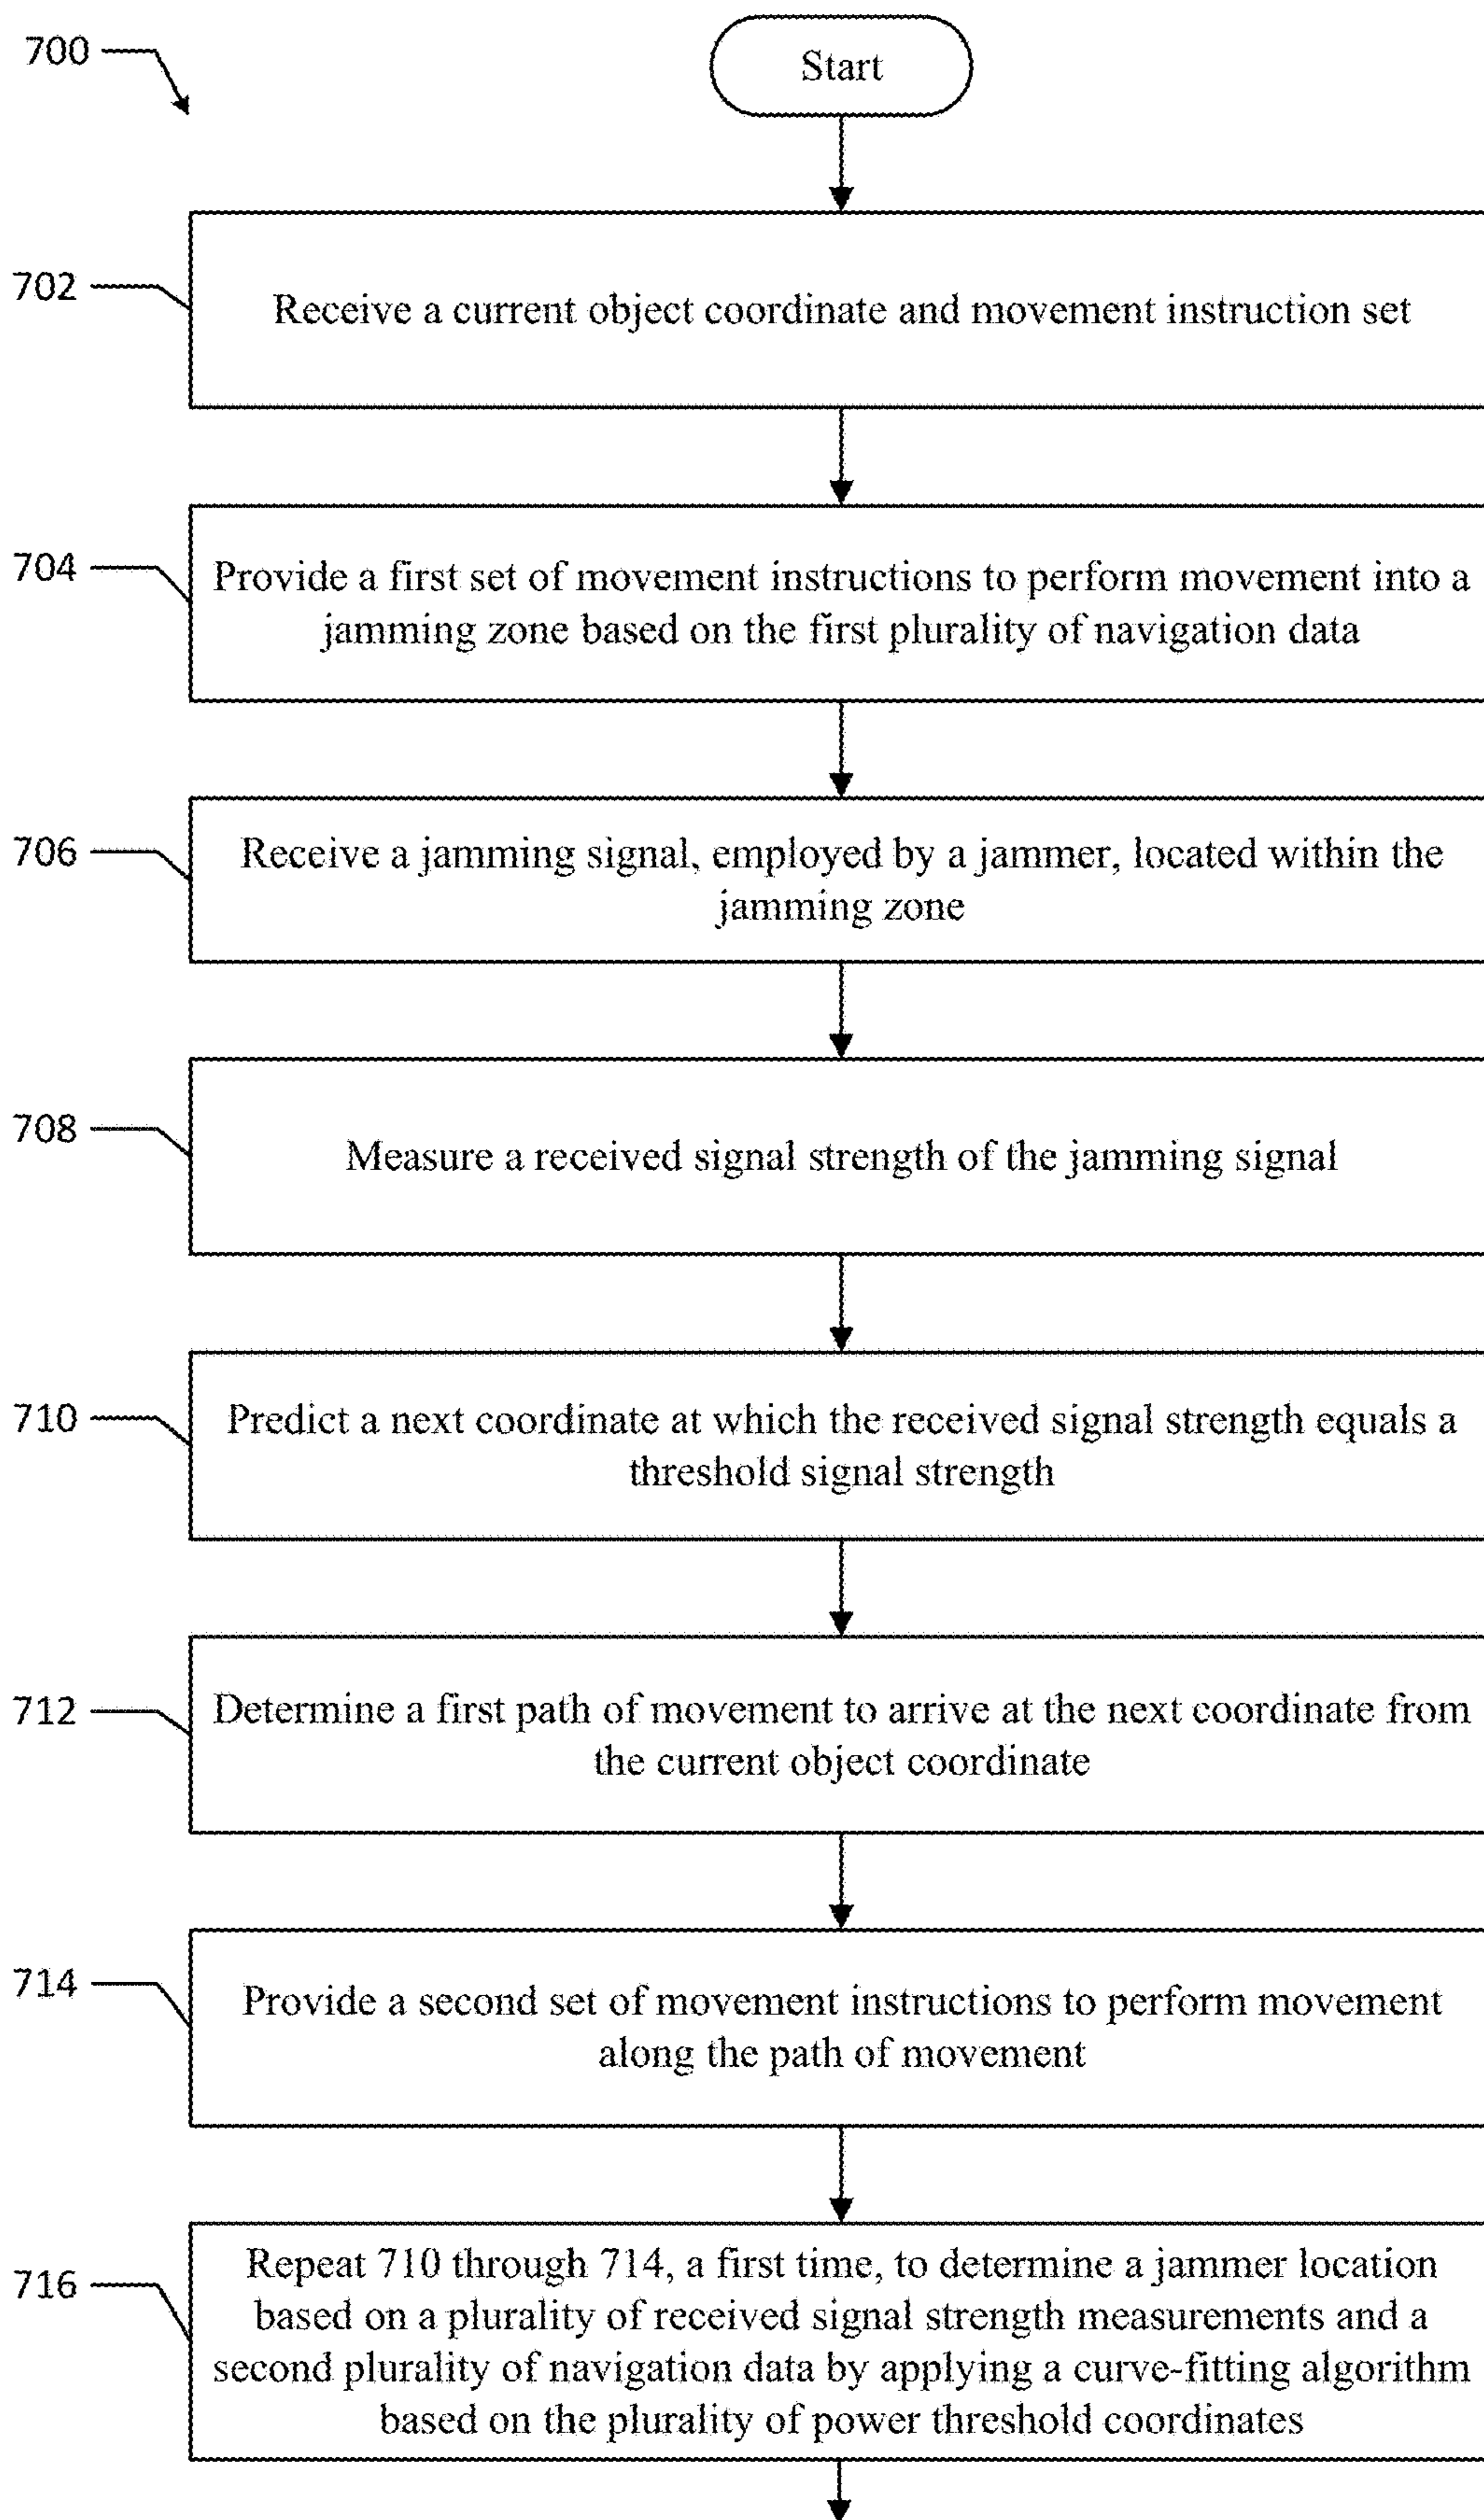 700
Start
702
Receive a current object coordinate and movement instruction set
704
Provide a first set of movement instructions to perform movement into a
jamming zone based on the first plurality of navigation data
706
Receive a jamming signal, employed by a jammer, located within the
jamming zone
708
Measure a received signal strength of the jamming signal
710
Predict a next coordinate at which the received signal strength equals a
threshold signal strength
712
Determine a first path of movement to arrive at the next coordinate from
the current object coordinate
714
Provide a second set of movement instructions to perform movement
along the path of movement
716
Repeat 710 through 714, a first time, to determine a jammer location
based on a plurality of received signal strength measurements and a
second plurality of navigation data by applying a curve-fitting algorithm
based on the plurality of power threshold coordinates